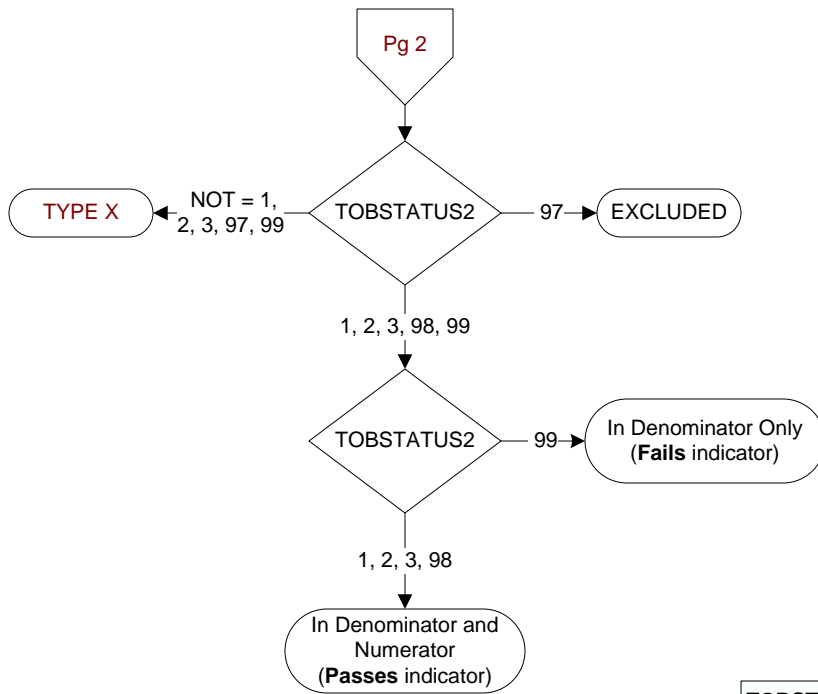 Pg 2
NOT = 1,
2, 3, 97, 99
TYPE X
TOBSTATUS2
97
EXCLUDED
1, 2, 3, 98, 99
TOBSTATUS2
99
In Denominator Only
(Fails indicator)
1, 2, 3, 98
In Denominator and
Numerator
(Passes indicator)